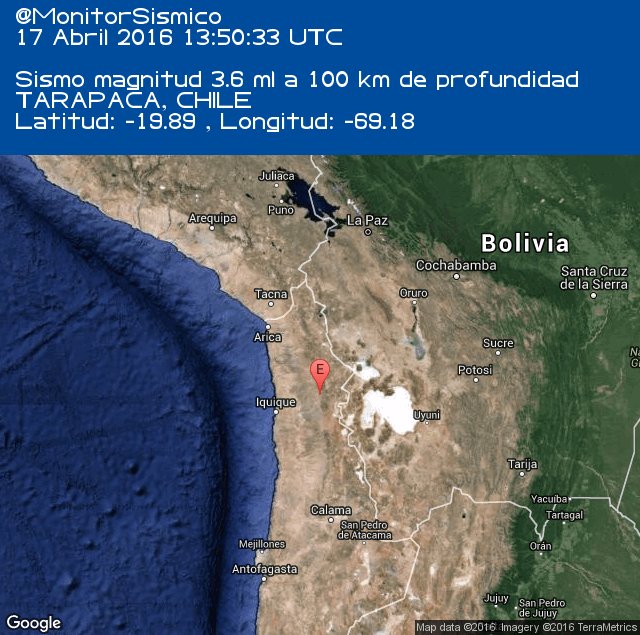 @MonitorSismico
17 Abril 2016 13:50:33 UTC
Sismo magnitud 3.6 ml a 100 km de profundidad
TARAPACA, CHILE
Latitud: -19.89 , Longitud: -69.18
Juliaca
Puno
Arequipa
La Paz
Bolivia
Cochabamba
Santa Cruz
de la Sierra
Oruro
Tacna
Arica
Sucre
E
Potosi
Iquique
Uyuni
Tarija
Yacuíba
Tartagal
Calama
San Pedro
de Atacama
Orán
Mejillones
Antofagasta
Jujuy
San Pedro
de Jujuy
Google
Map data ©2016 Imagery ©2016 TerraMetrics